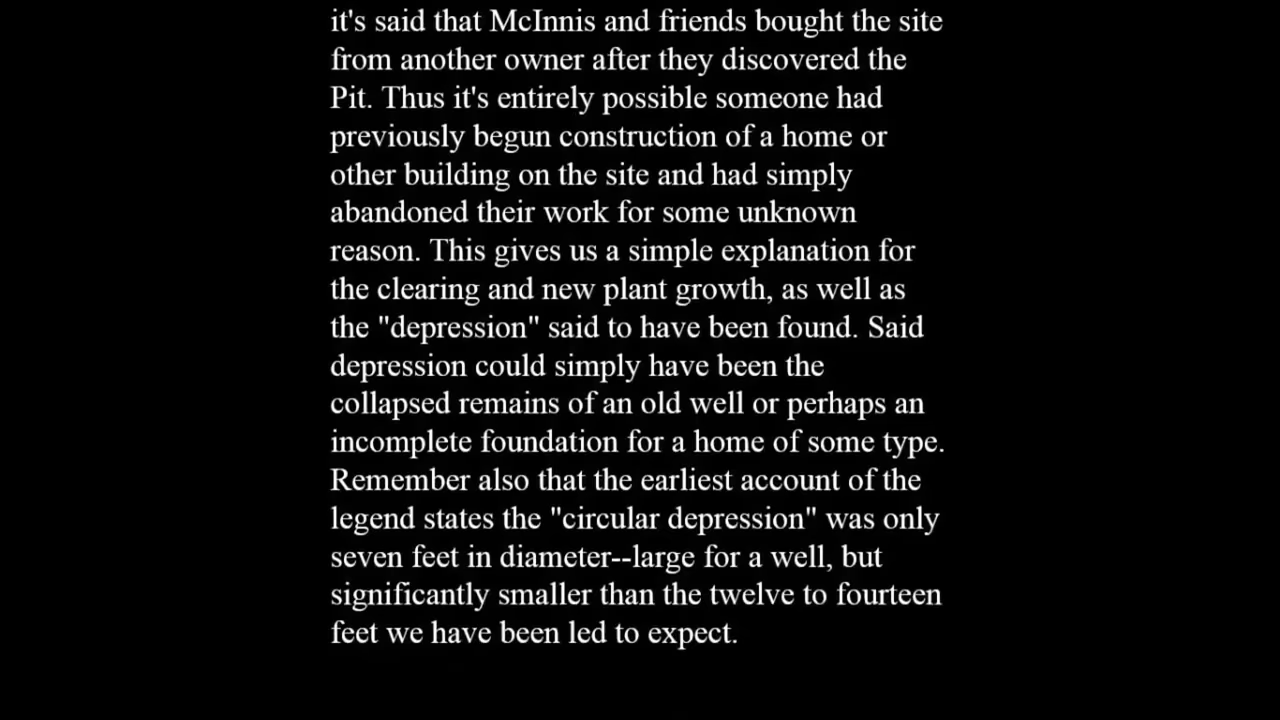 it's said that McInnis and friends bought the site
from another owner after they discovered the
Pit. Thus it's entirely possible someone had
previously begun construction of a home or
other building on the site and had simply
abandoned their work for some unknown
reason. This gives us a simple explanation for
the clearing and new plant growth, as well as
the "depression" said to have been found. Said
depression could simply have been the
collapsed remains of an old well or perhaps an
incomplete foundation for a home of some type.
Remember also that the earliest account of the
legend states the "circular depression" was only
seven feet in diameter--large for a well, but
significantly smaller than the twelve to fourteen
feet we have been led to expect.